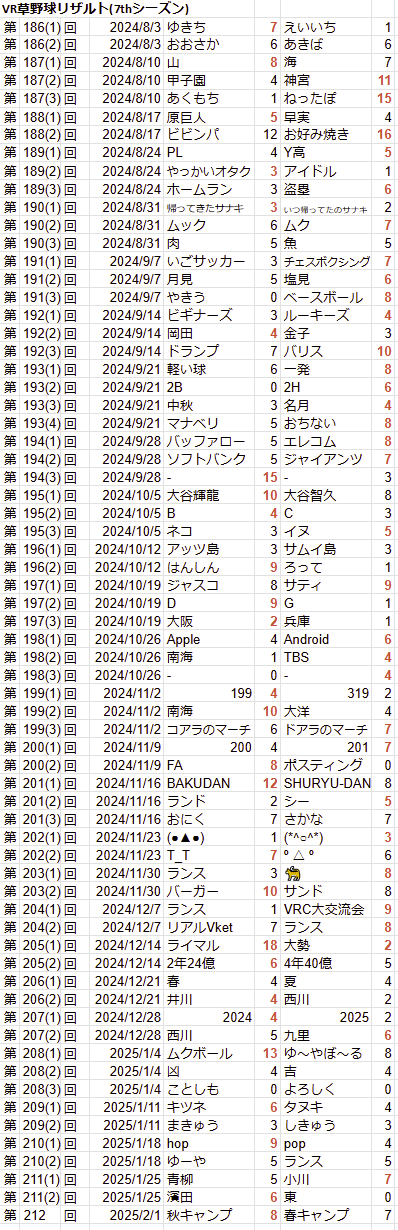 VR草野球リザルト(7thシーズン)
第 186(1) 回 2024/8/3 ゆきち 7 えいいち 1
第 186(2) 回 2024/8/3 おおさか 6 あきば 6
第 187(1) 回 2024/8/10 山 8 海 7
第 187(2) 回 2024/8/10 甲子園 4 神宮 11
第 187(3) 回 2024/8/10 あくもち 1 ねったぼ 15
第 188(1) 回 2024/8/17 原巨人 5 早実 4
第 188(2) 回 2024/8/17 ビビンパ 12 お好み焼き 16
第 189(1) 回 2024/8/24 PL 4 Y高 5
第 189(2) 回 2024/8/24 やっかいオタク 3 アイドル 1
第 189(3) 回 2024/8/24 ホームラン 3 盗塁 6
第 190(1) 回 2024/8/31 帰ってきたサナキ 3 いつ帰ってたのサナキ 2
第 190(2) 回 2024/8/31 ムック 6 ムク 7
第 190(3) 回 2024/8/31 肉 5 魚 5
第 191(1) 回 2024/9/7 いごサッカー 3 チェスボクシング 7
第 191(2) 回 2024/9/7 月見 5 塩見 6
第 191(3) 回 2024/9/7 やきう 0 ベースボール 8
第 192(1) 回 2024/9/14 ビギナーズ 3 ルーキーズ 4
第 192(2) 回 2024/9/14 岡田 4 金子 3
第 192(3) 回 2024/9/14 ドランプ 7 バリス 10
第 193(1) 回 2024/9/21 軽い球 6 一発 8
第 193(2) 回 2024/9/21 2B 0 2H 6
第 193(3) 回 2024/9/21 中秋 3 名月 4
第 193(4) 回 2024/9/21 マナベリ 5 おちない 8
第 194(1) 回 2024/9/28 バッファロー 5 エレコム 8
第 194(2) 回 2024/9/28 ソフトバンク 5 ジャイアンツ 7
第 194(3) 回 2024/9/28 - 15 - 3
第 195(1) 回 2024/10/5 大谷輝龍 10 大谷智久 8
第 195(2) 回 2024/10/5 B 4 C 3
第 195(3) 回 2024/10/5 ネコ 3 イヌ 5
第 196(1) 回 2024/10/12 アッツ島 3 サムイ島 3
第 196(2) 回 2024/10/12 はんしん 9 ろって 1
第 197(1) 回 2024/10/19 ジャスコ 8 サティ 9
第 197(2) 回 2024/10/19 D 9 G 1
第 197(3) 回 2024/10/19 大阪 2 兵庫 1
第 198(1) 回 2024/10/26 Apple 4 Android 6
第 198(2) 回 2024/10/26 南海 1 TBS 4
第 198(3) 回 2024/10/26 - 0 - 4
第 199(1) 回 2024/11/2 199 4 319 2
第 199(2) 回 2024/11/2 南海 10 大洋 4
第 199(3) 回 2024/11/2 コアラのマーチ 6 ドアラのマーチ 7
第 200(1) 回 2024/11/9 200 4 201 7
第 200(2) 回 2024/11/9 FA 8 ポスティング 0
第 201(1) 回 2024/11/16 BAKUDAN 12 SHURYU-DAN 8
第 201(2) 回 2024/11/16 ランド 2 シー 5
第 201(3) 回 2024/11/16 おにく 7 さかな 7
第 202(1) 回 2024/11/23 (●▲●) 1 (*^○^*) 3
第 202(2) 回 2024/11/23 T_T 7 º △ º 6
第 203(1) 回 2024/11/30 ランス 3 🐈 8
第 203(2) 回 2024/11/30 バーガー 10 サンド 8
第 204(1) 回 2024/12/7 ランス 1 VRC大交流会 9
第 204(2) 回 2024/12/7 リアルVket 7 ランス 8
第 205(1) 回 2024/12/14 ライマル 18 大勢 2
第 205(2) 回 2024/12/14 2年24億 6 4年40億 5
第 206(1) 回 2024/12/21 春 4 夏 4
第 206(2) 回 2024/12/21 井川 4 西川 2
第 207(1) 回 2024/12/28 2024 4 2025 2
第 207(2) 回 2024/12/28 西川 5 九里 6
第 208(1) 回 2025/1/4 ムクボール 13 ゆ～やぼ～る 8
第 208(2) 回 2025/1/4 凶 4 吉 4
第 208(3) 回 2025/1/4 ことしも 0 よろしく 0
第 209(1) 回 2025/1/11 キツネ 6 タヌキ 4
第 209(2) 回 2025/1/11 まきゅう 3 しきゅう 3
第 210(1) 回 2025/1/18 hop 9 pop 4
第 210(2) 回 2025/1/18 ゆーや 5 ランス 5
第 211(1) 回 2025/1/25 青柳 5 小川 7
第 211(2) 回 2025/1/25 濱田 6 東 0
第 212 回 2025/2/1 秋キャンプ 8 春キャンプ 7